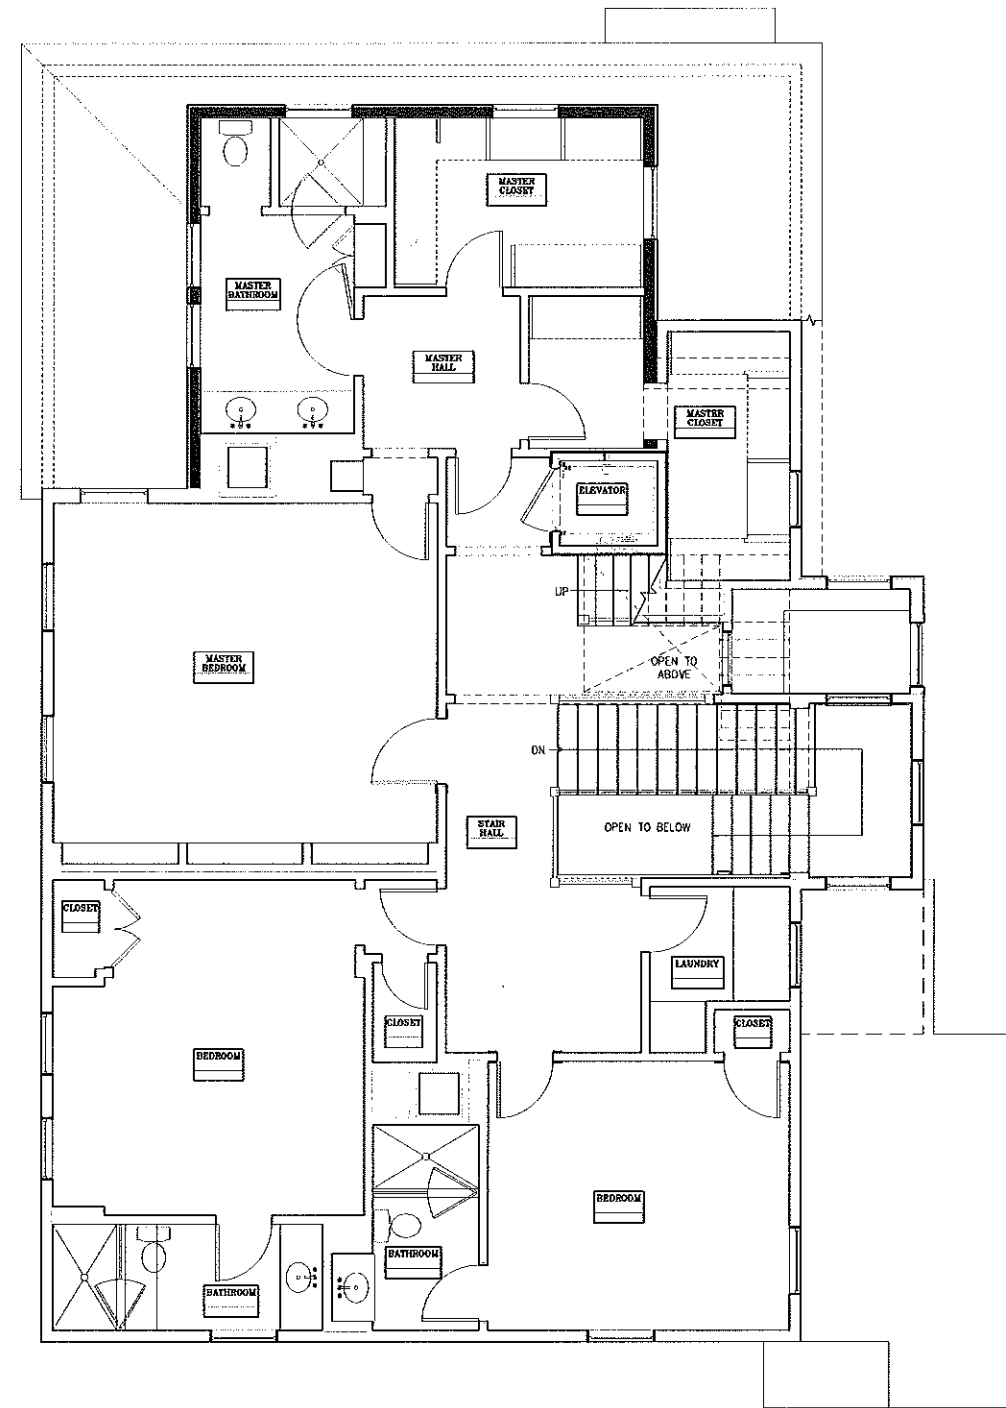 MASTER
CLOSET
MASTER
BATHROOM
MASTER
HALL
MASTER
CLOSET
ELEVATOR
UP
MASTER
BEDROOM
OPEN TO
ABOVE
DN
STAIR
HALL
OPEN TO BELOW
CLOSET
LAUNDRY
CLOSET
CLOSET
BEDROOM
BEDROOM
BATHROOM
BATHROOM